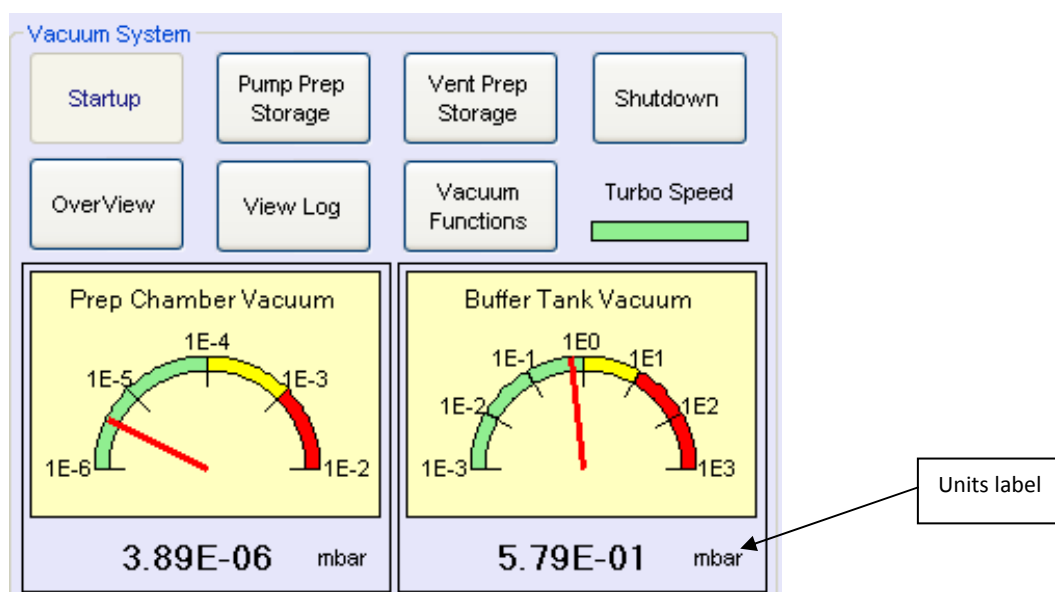 Vacuum System
Startup
Pump Prep
Storage
Vent Prep
Storage
Shutdown
OverView
View Log
Vacuum
Functions
Turbo Speed
Prep Chamber Vacuum
1E-6
1E-5
1E-4
1E-3
1E-2
3.89E-06 mbar
Buffer Tank Vacuum
1E-3
1E-2
1E-1
1E0
1E1
1E2
1E3
5.79E-01 mbar
Units label